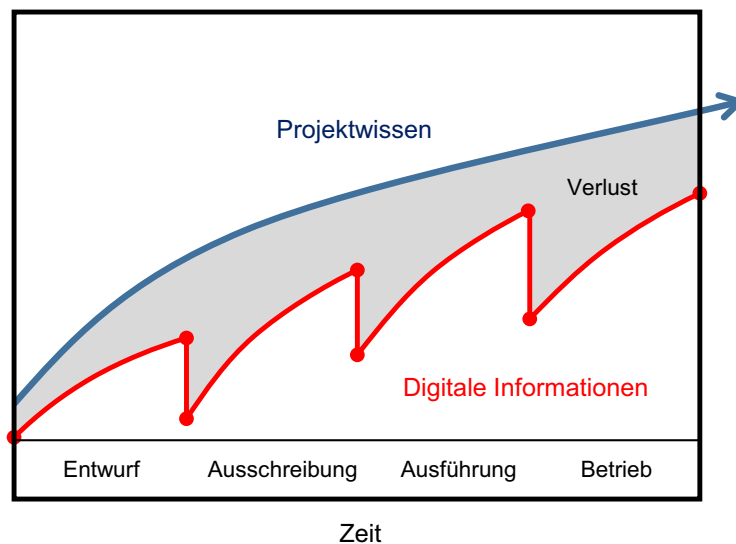 Projektwissen
Verlust
Digitale Informationen
Entwurf Ausschreibung Ausführung Betrieb
Zeit